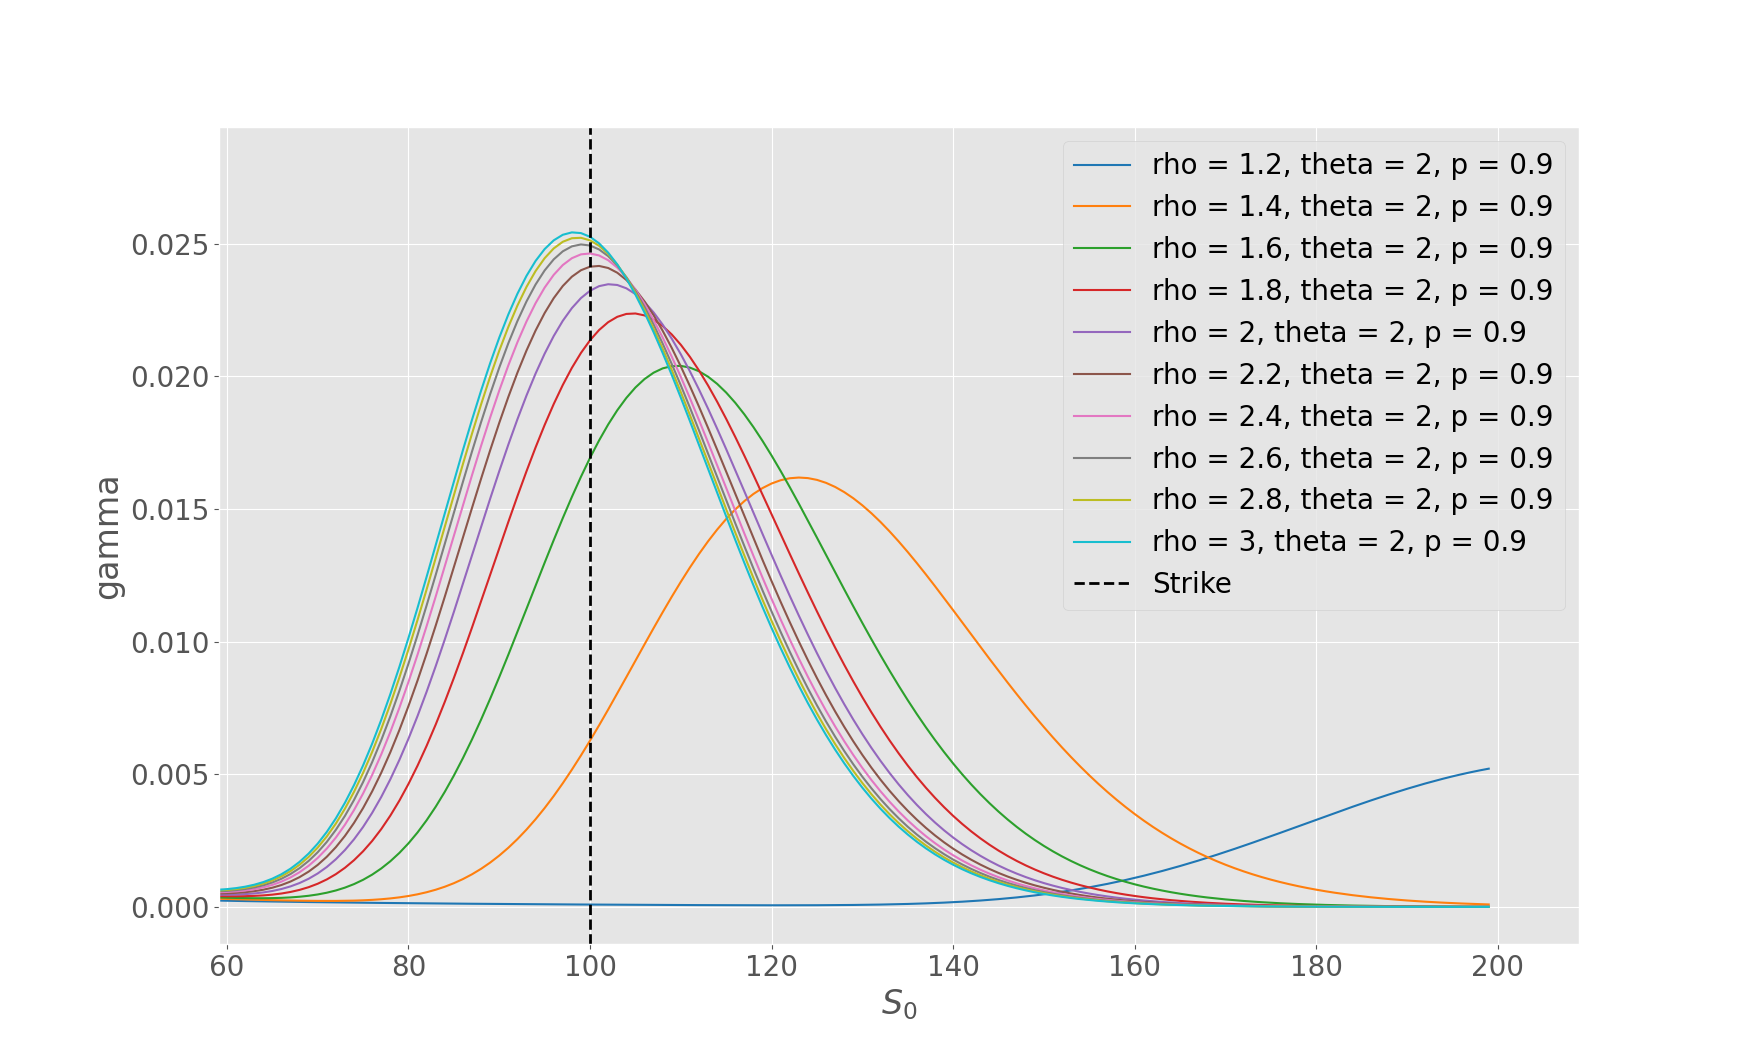 rho = 1.2, theta = 2, p = 0.9
rho = 1.4, theta = 2, p = 0.9
rho = 1.6, theta = 2, p = 0.9
rho = 1.8, theta = 2, p = 0.9
rho = 2, theta = 2, p = 0.9
rho = 2.2, theta = 2, p = 0.9
rho = 2.4, theta = 2, p = 0.9
rho = 2.6, theta = 2, p = 0.9
rho = 2.8, theta = 2, p = 0.9
rho = 3, theta = 2, p = 0.9
Strike
0.025
0.020
0.015
0.010
0.005
0.000
gamma
60 80 100 120 140 160 180 200
S₀